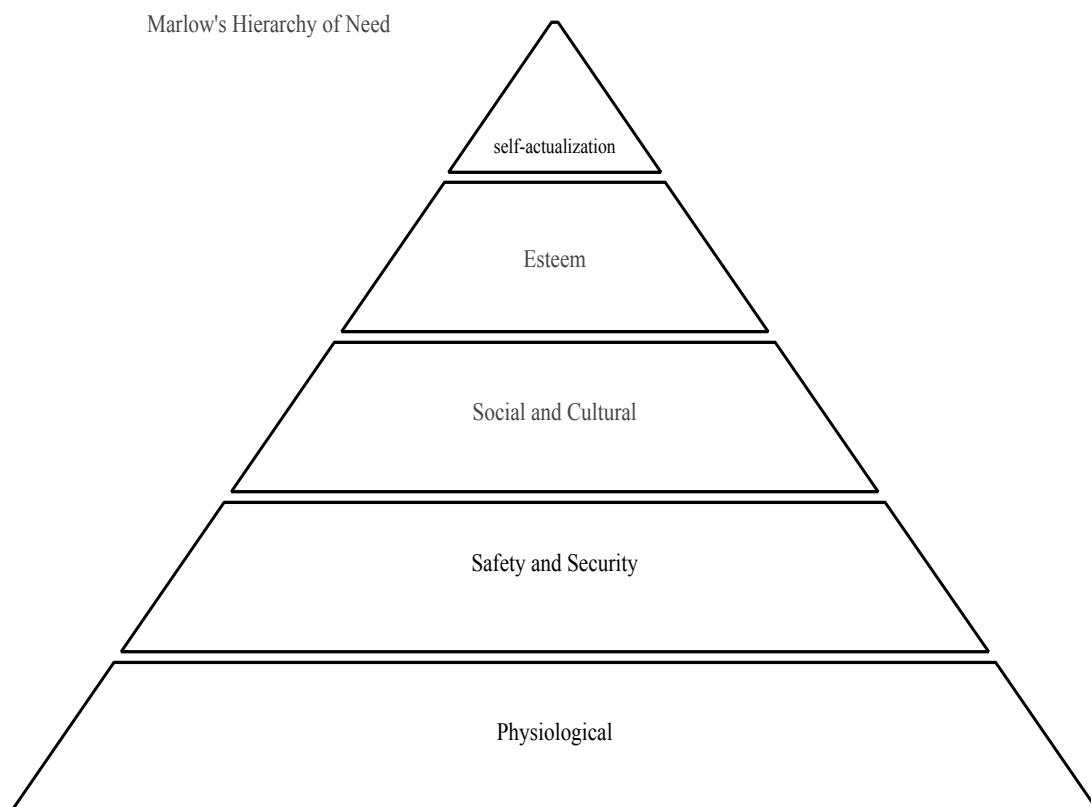 Marlow's Hierarchy of Need
self-actualization
Esteem
Social and Cultural
Safety and Security
Physiological